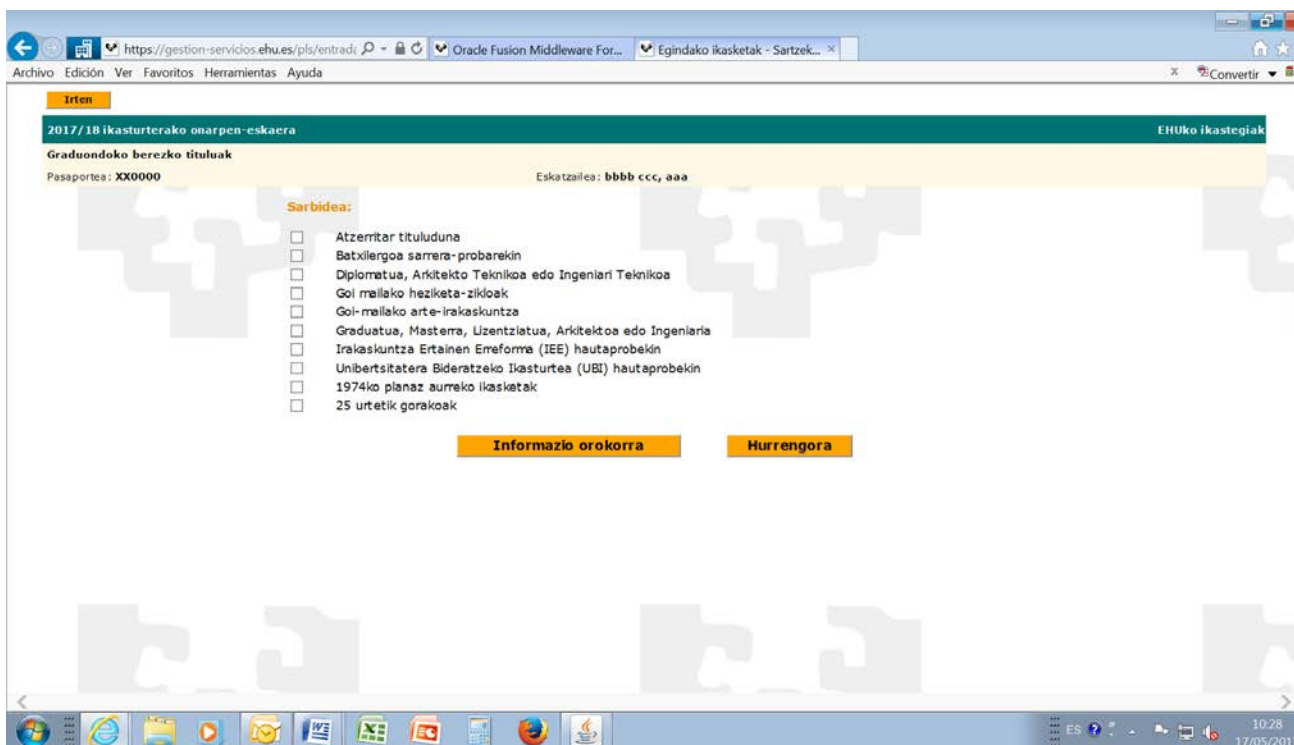 https://gestion-servicios.ehu.es/pls/entrada
Oracle Fusion Middleware For...
Egindako ikasketak - Sartzek...
Archivo Edición Ver Favoritos Herramientas Ayuda
Convertir
Irten
2017/18 ikasturterako onarpen-eskaera
EHUko ikastegiak
Graduondoko berezko tituluak
Pasaportea: XX0000
Eskatzailea: bbbb ccc, aaa
Sarbidea:
Atzerritar tituluduna
Batxilergoa sarrera-probarekin
Diplomatua, Arkitekto Teknikoa edo Ingeniari Teknikoa
Goi mailako heziketa-zikloak
Goi-mailako arte-irakaskuntza
Graduatua, Masterra, Lizentziatua, Arkitektoa edo Ingeniaria
Irakaskuntza Ertainen Erreforma (IEE) hautaprobekin
Unibertsitatera Bideratzeko Ikasturtea (UBI) hautaprobekin
1974ko planaz aurreko ikasketak
25 urtetik gorakoak
Informazio orokorra
Hurrengora
ES
10:28
17/05/201